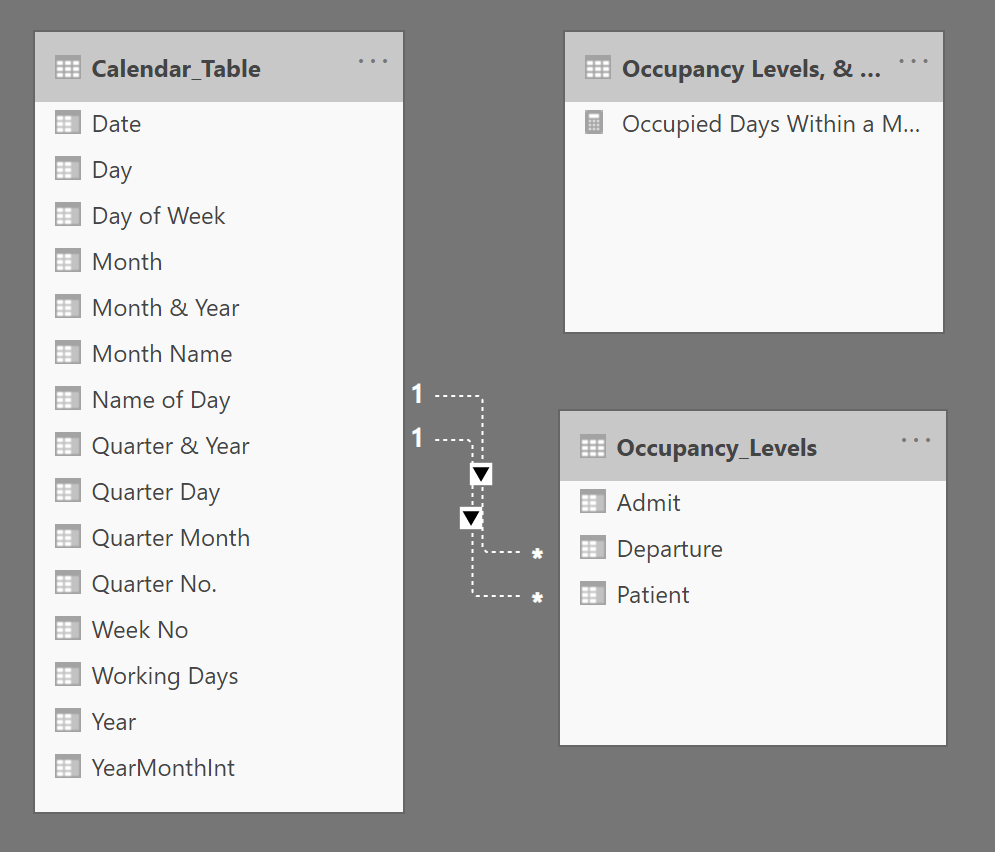 Calendar_Table
Date
Day
Day of Week
Month
Month & Year
Month Name
Name of Day
Quarter & Year
Quarter Day
Quarter Month
Quarter No.
Week No
Working Days
Year
YearMonthInt
1
1
*
*
Occupancy Levels, & ...
Occupied Days Within a M...
Occupancy_Levels
Admit
Departure
Patient